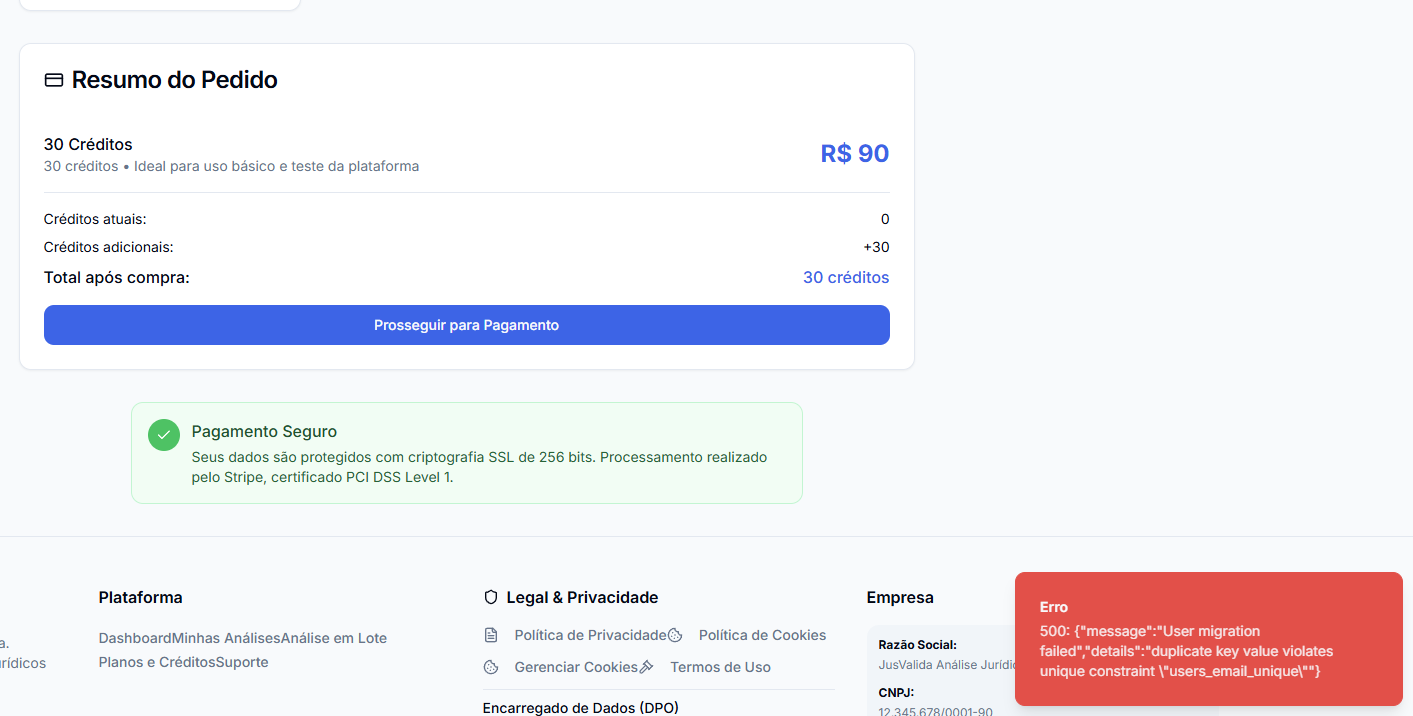 Resumo do Pedido
30 Créditos
30 créditos • Ideal para uso básico e teste da plataforma
R$ 90
Créditos atuais:
0
Créditos adicionais:
+30
Total após compra:
30 créditos
Prosseguir para Pagamento
Pagamento Seguro
Seus dados são protegidos com criptografia SSL de 256 bits. Processamento realizado
pelo Stripe, certificado PCI DSS Level 1.
a.
rídicos
Plataforma
DashboardMinhas AnálisesAnálise em Lote
Planos e CréditosSuporte
Legal & Privacidade
Política de Privacidade
Política de Cookies
Gerenciar Cookies
Termos de Uso
Encarregado de Dados (DPO)
Empresa
Razão Social:
JusValida Análise Jurídic
CNPJ:
12.345.678/0001-90
Erro
500: {"message":"User migration
failed","details":"duplicate key value violates
unique constraint \"users_email_unique\""}